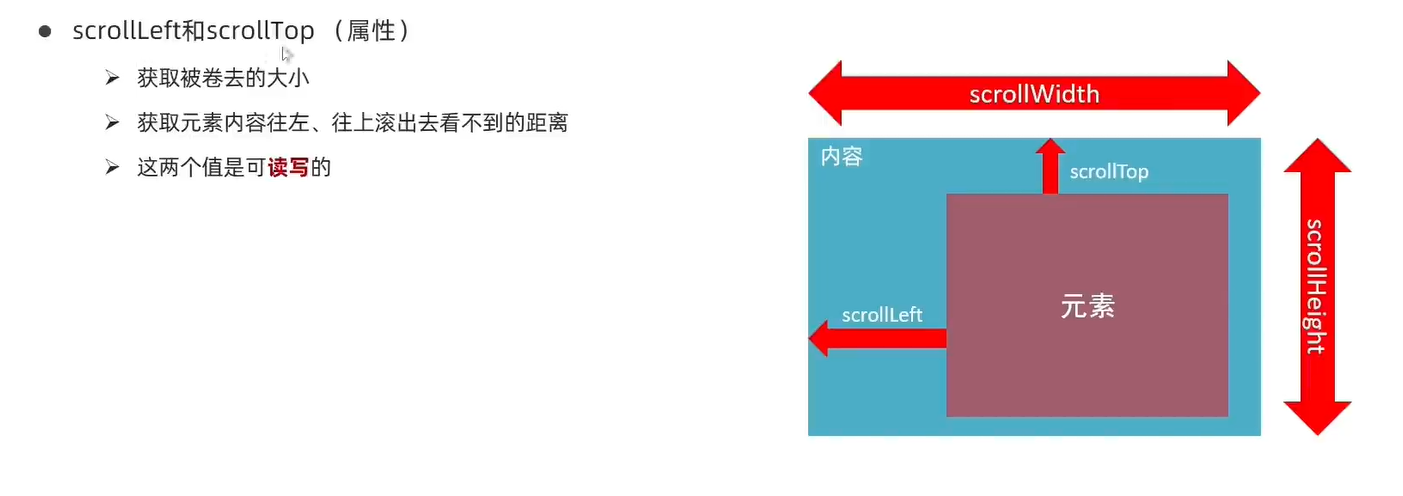 scrollLeft和scrollTop （属性）
获取被卷去的大小
获取元素内容往左、往上滚出去看不到的距离
这两个值是可读写的
scrollWidth
内容
scrollTop
scrollLeft
元素
scrollHeight